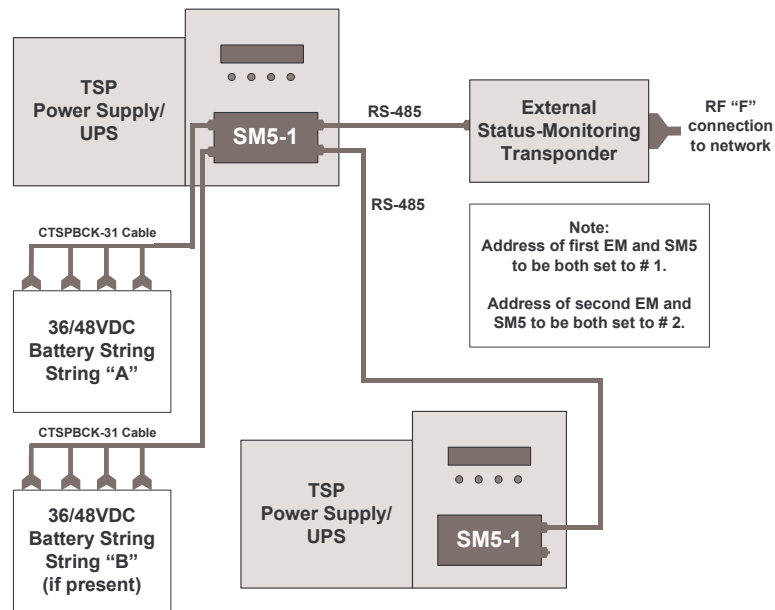 TSP
Power Supply/
UPS
SM5-1
RS-485
External
Status-Monitoring
Transponder
RF “F”
connection
to network
RS-485
CTSPBCK-31 Cable
36/48VDC
Battery String
String “A”
Note:
Address of first EM and SM5
to be both set to # 1.
Address of second EM and
SM5 to be both set to # 2.
CTSPBCK-31 Cable
36/48VDC
Battery String
String “B”
(if present)
TSP
Power Supply/
UPS
SM5-1